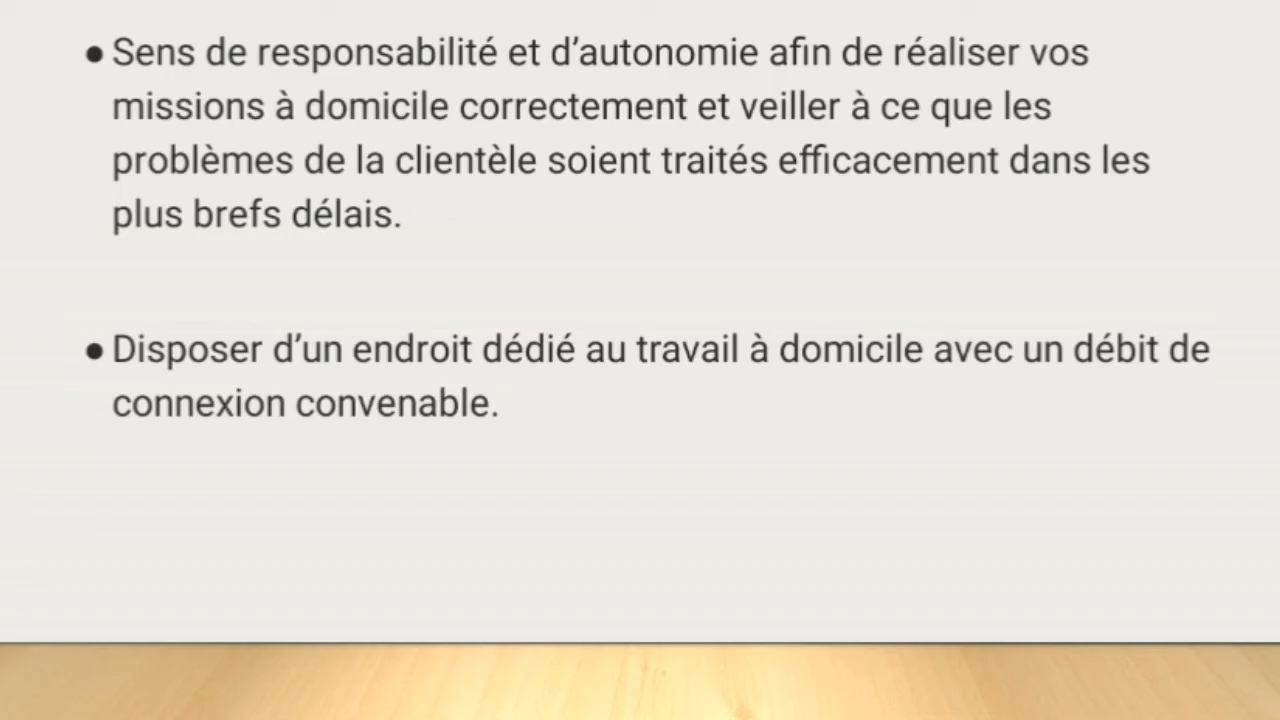 ● Sens de responsabilité et d’autonomie afin de réaliser vos
missions à domicile correctement et veiller à ce que les
problèmes de la clientèle soient traités efficacement dans les
plus brefs délais.
● Disposer d’un endroit dédié au travail à domicile avec un débit de
connexion convenable.